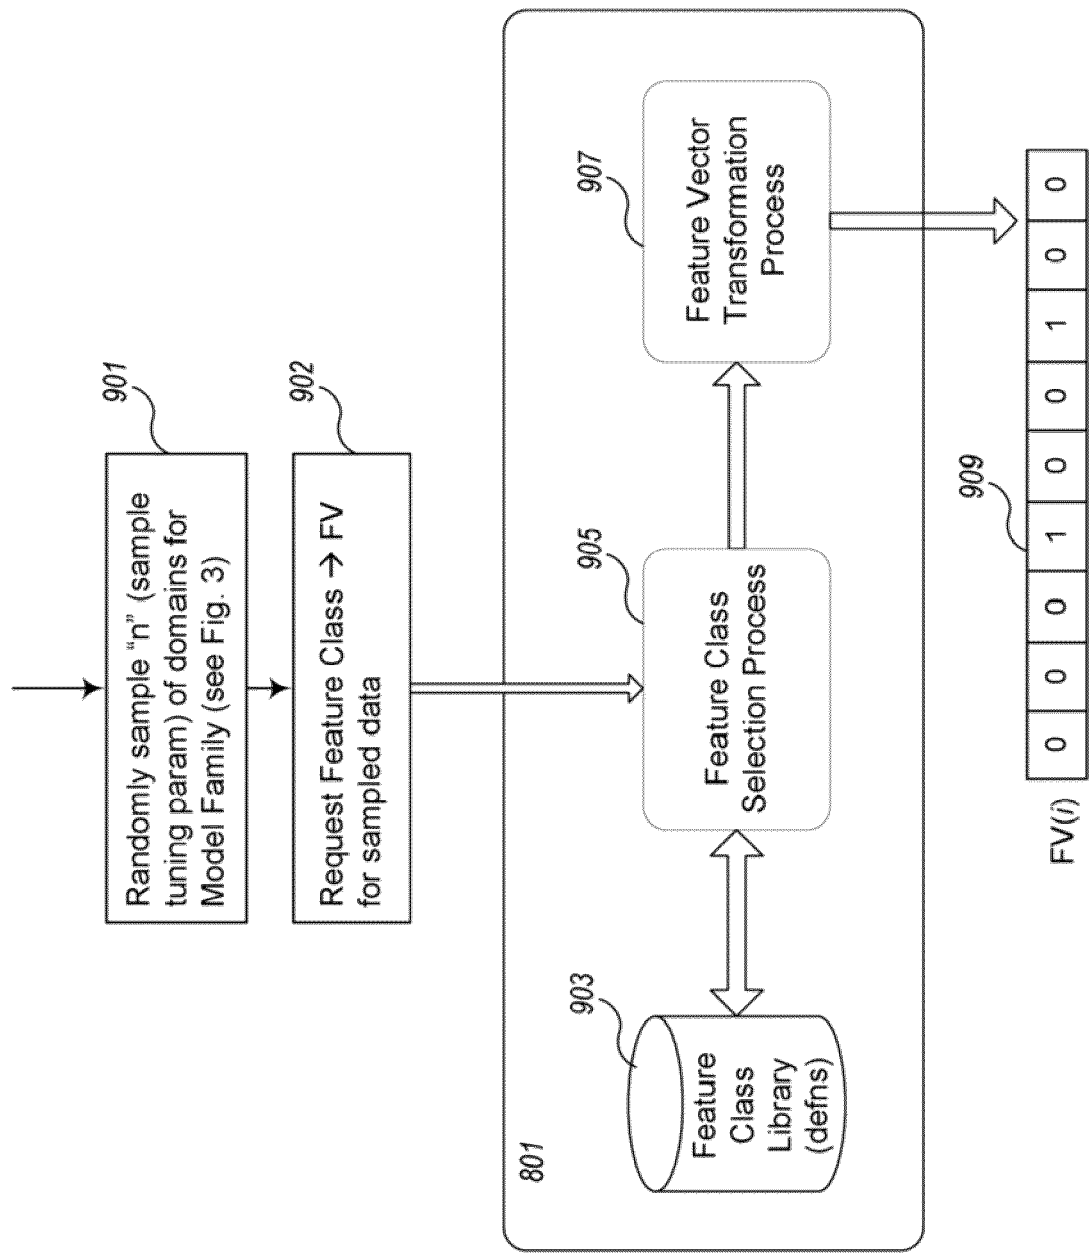 Randomly sample “n” (sample
tuning param) of domains for
Model Family (see Fig. 3)
901
Request Feature Class → FV
for sampled data
902
801
Feature
Class
Library
(defns)
903
Feature Class
Selection Process
905
Feature Vector
Transformation
Process
907
FV(i)
0 0 0 1 0 0 1 0 0
909